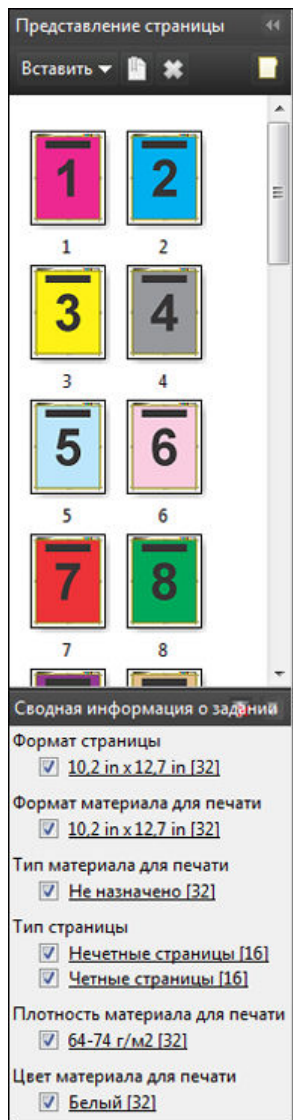 Представление страницы
Вставить
1 2
1 2
3 4
3 4
5 6
5 6
7 8
7 8
Сводная информация о задании
Формат страницы
10,2 in x 12,7 in [32]
Формат материала для печати
10,2 in x 12,7 in [32]
Тип материала для печати
Не назначено [32]
Тип страницы
Нечетные страницы [16]
Четные страницы [16]
Плотность материала для печати
64-74 г/м2 [32]
Цвет материала для печати
Белый [32]